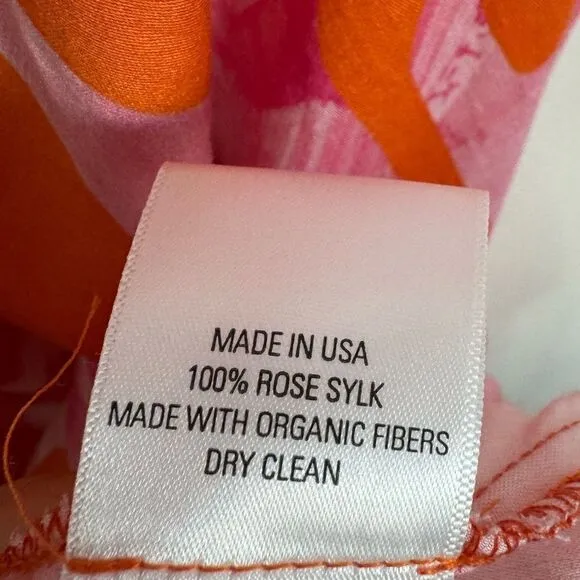 MADE IN USA
100% ROSE SYLK
MADE WITH ORGANIC FIBERS
DRY CLEAN